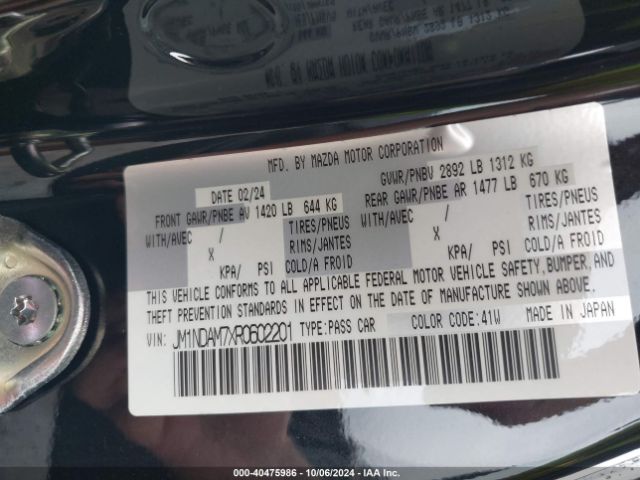 MFD. BY MAZDA MOTOR CORPORATION
DATE 02/24 GVWR/PNBV 2892 LB 1312 KG
FRONT GAWR/PNBE AV 1420 LB 644 KG REAR GAWR/PNBE AR 1477 LB 670 KG
WITH/AVEC / TIRES/PNEUS WITH/AVEC / TIRES/PNEUS
X RIMS/JANTES X RIMS/JANTES
KPA/ PSI COLD/A FROID KPA/ PSI COLD/A FROID
THIS VEHICLE CONFORMS TO ALL APPLICABLE FEDERAL MOTOR VEHICLE SAFETY, BUMPER, AND
THEFT PREVENTION STANDARDS IN EFFECT ON THE DATE OF MANUFACTURE SHOWN ABOVE.
VIN: JM1NDAM7XR0602201 TYPE:PASS CAR COLOR CODE:41W MADE IN JAPAN
000-40475986 - 10/06/2024 - IAA Inc.